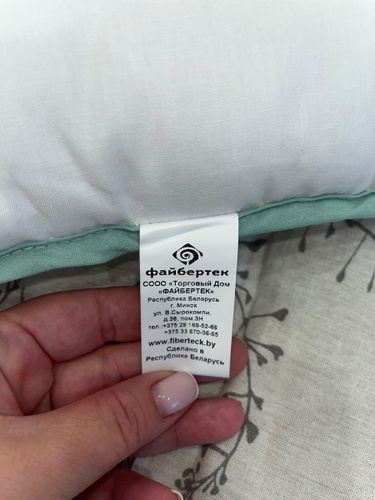 файбертек
СООО «Торговый Дом
«ФАЙБЕРТЕК»
Республика Беларусь
г. Минск
ул. В.Сырокомли,
д.38, пом.3Н
тел.:+375 29 169-52-66
+375 33 670-36-65
www.fiberteck.by
Сделано в
Республике Беларусь